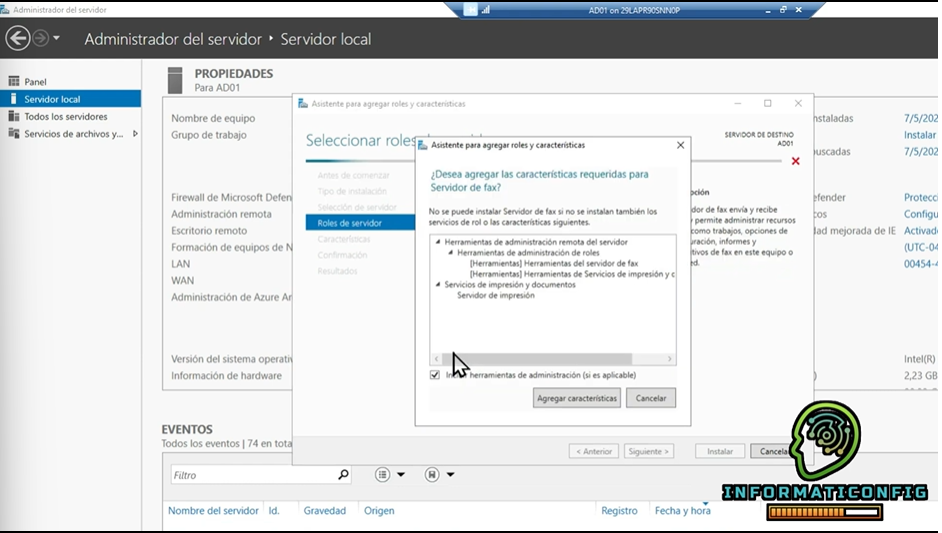 Administrador del servidor
AD01 on 29LAPR90SNN0P
Administrador del servidor ‣ Servidor local
Panel
Servidor local
Todos los servidores
Servicios de archivos y...
PROPIEDADES
Para AD01
Nombre de equipo
Grupo de trabajo
Firewall de Microsoft Defen
Administración remota
Escritorio remoto
Formación de equipos de N
LAN
WAN
Administración de Azure Ar
Versión del sistema operativ
Información de hardware
nstaladas
7/5/202
Instalar
uscadas
7/5/202
efender
Protecci
cos
Configu
dad mejorada de IE
Activado
(UTC-04
00454-4
Intel(R)
2,23 GB
Asistente para agregar roles y características
Seleccionar roles
SERVIDOR DE DESTINO
AD01
Antes de comenzar
Tipo de instalación
Selección de servidor
Roles de servidor
Características
Confirmación
Resultados
pción
dor de fax envía y recibe
permite administrar recursos
como trabajos, opciones de
uración, informes y
tivos de fax en este equipo o
ed.
Asistente para agregar roles y características
¿Desea agregar las características requeridas para
Servidor de fax?
No se puede instalar Servidor de fax si no se instalan también los
servicios de rol o las características siguientes.
Herramientas de administración remota del servidor
Herramientas de administración de roles
[Herramientas] Herramientas del servidor de fax
[Herramientas] Herramientas de Servicios de impresión y c
Servicios de impresión y documentos
Servidor de impresión
herramientas de administración (si es aplicable)
Agregar características
Cancelar
< Anterior
Siguiente >
Instalar
Cancela
EVENTOS
Todos los eventos | 74 en tota
Filtro
Nombre del servidor Id. Gravedad Origen Registro Fecha y hora
INFORMATICONFIG